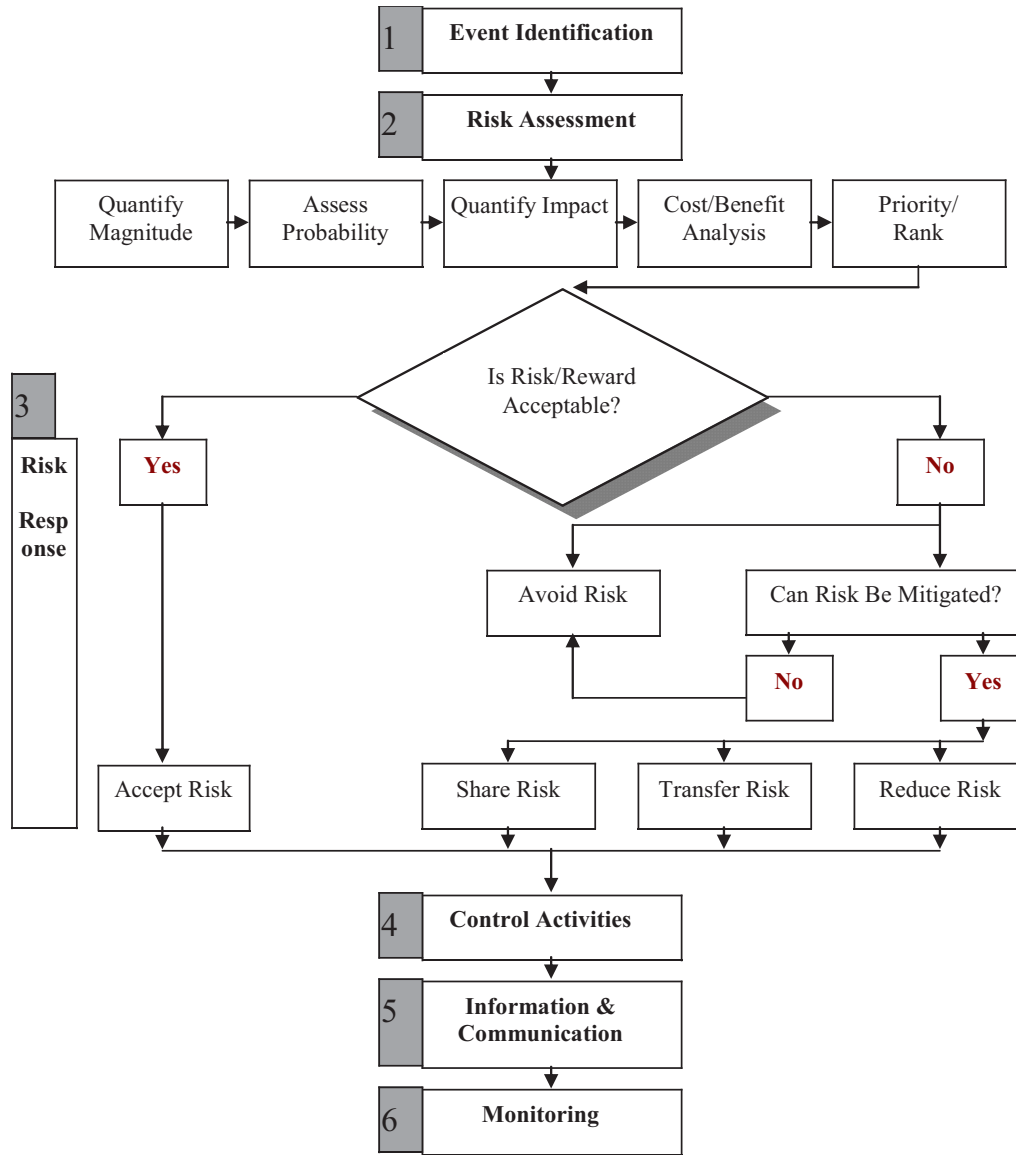 1
Event Identification
2
Risk Assessment
Quantify
Magnitude
Assess
Probability
Quantify Impact
Cost/Benefit
Analysis
Priority/
Rank
Is Risk/Reward
Acceptable?
3
Risk
Resp
onse
Yes
No
Avoid Risk
Can Risk Be Mitigated?
No
Yes
Accept Risk
Share Risk
Transfer Risk
Reduce Risk
4
Control Activities
5
Information &
Communication
6
Monitoring